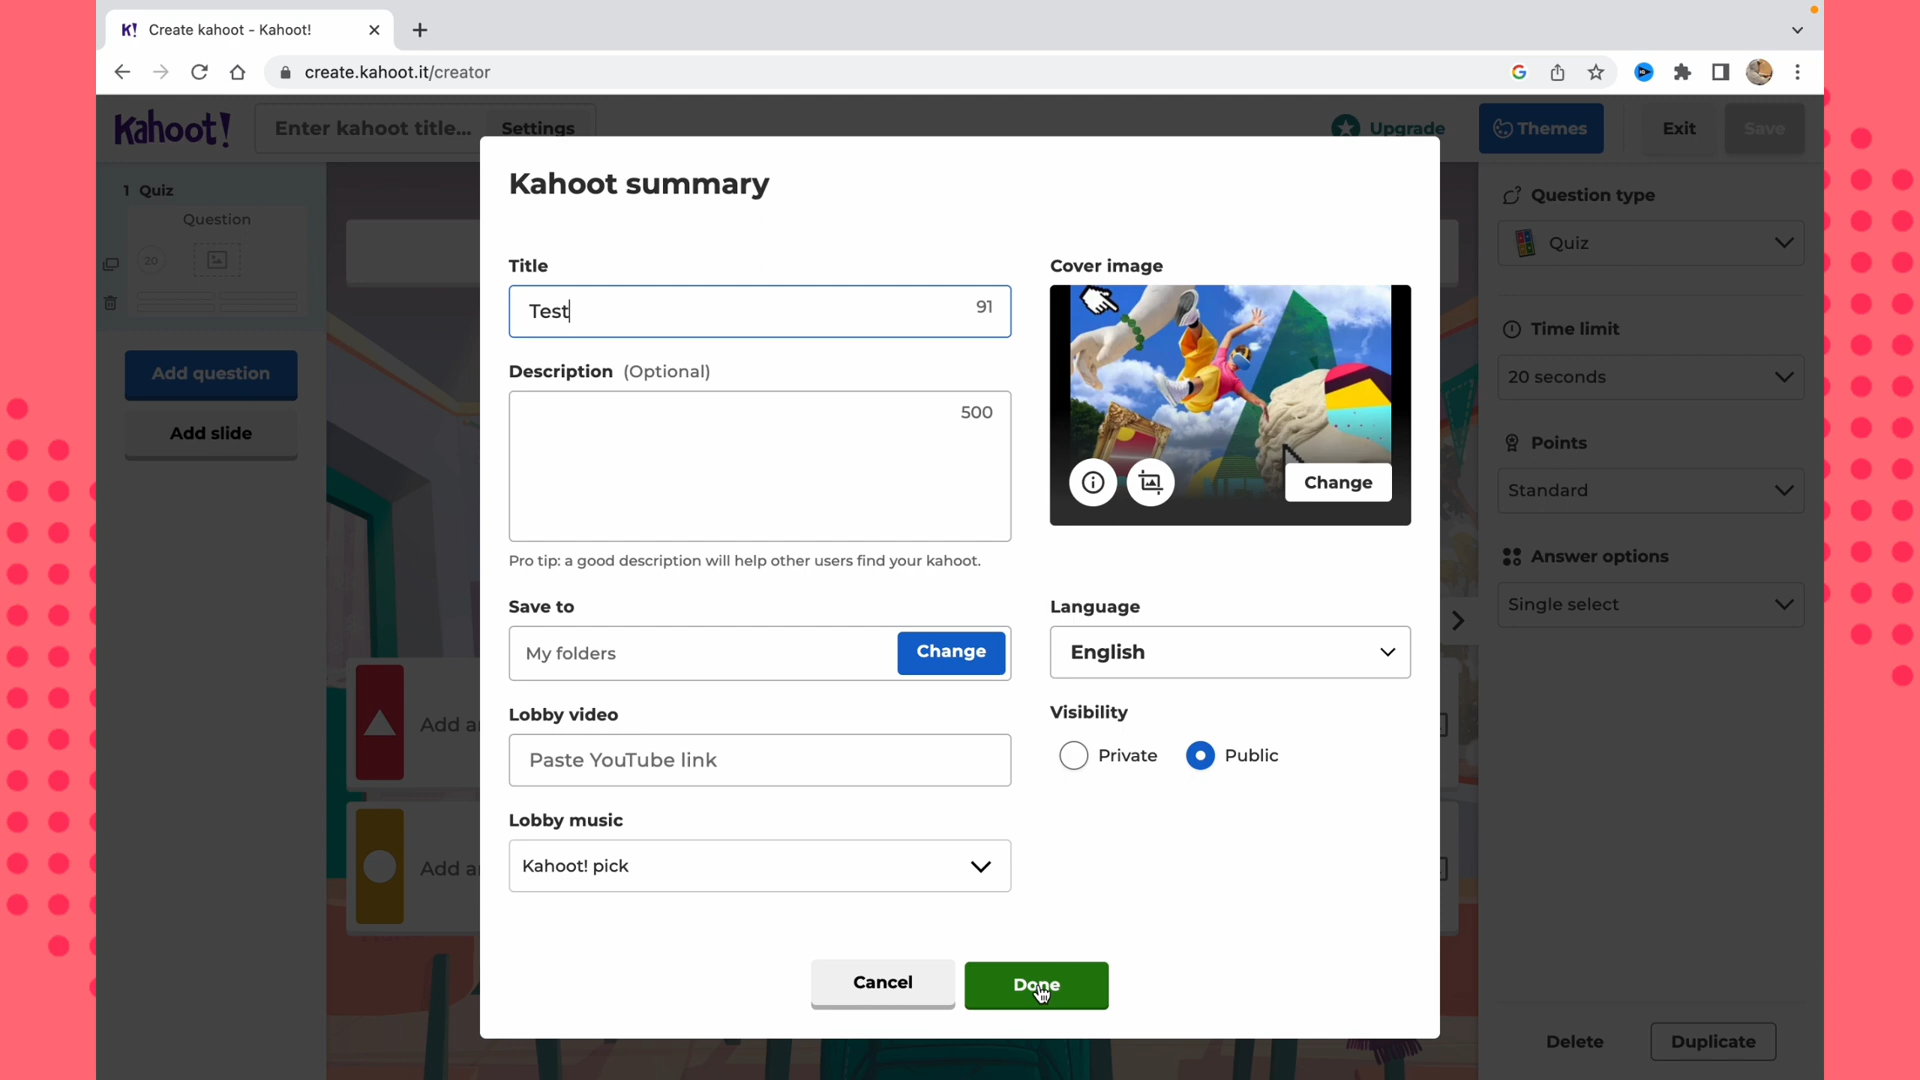 K! Create kahoot - Kahoot!
create.kahoot.it/creator
Kahoot! Enter kahoot title... Settings Upgrade Themes Exit Save
1 Quiz
Question
20
Add question
Add slide
Kahoot summary
Title
Test 91
Description (Optional)
500
Pro tip: a good description will help other users find your kahoot.
Save to
My folders Change
Lobby video
Paste YouTube link
Lobby music
Kahoot! pick
Cover image
Change
Language
English
Visibility
Private Public
Cancel Done
Question type
Quiz
Time limit
20 seconds
Points
Standard
Answer options
Single select
Add a
Add a
Delete Duplicate